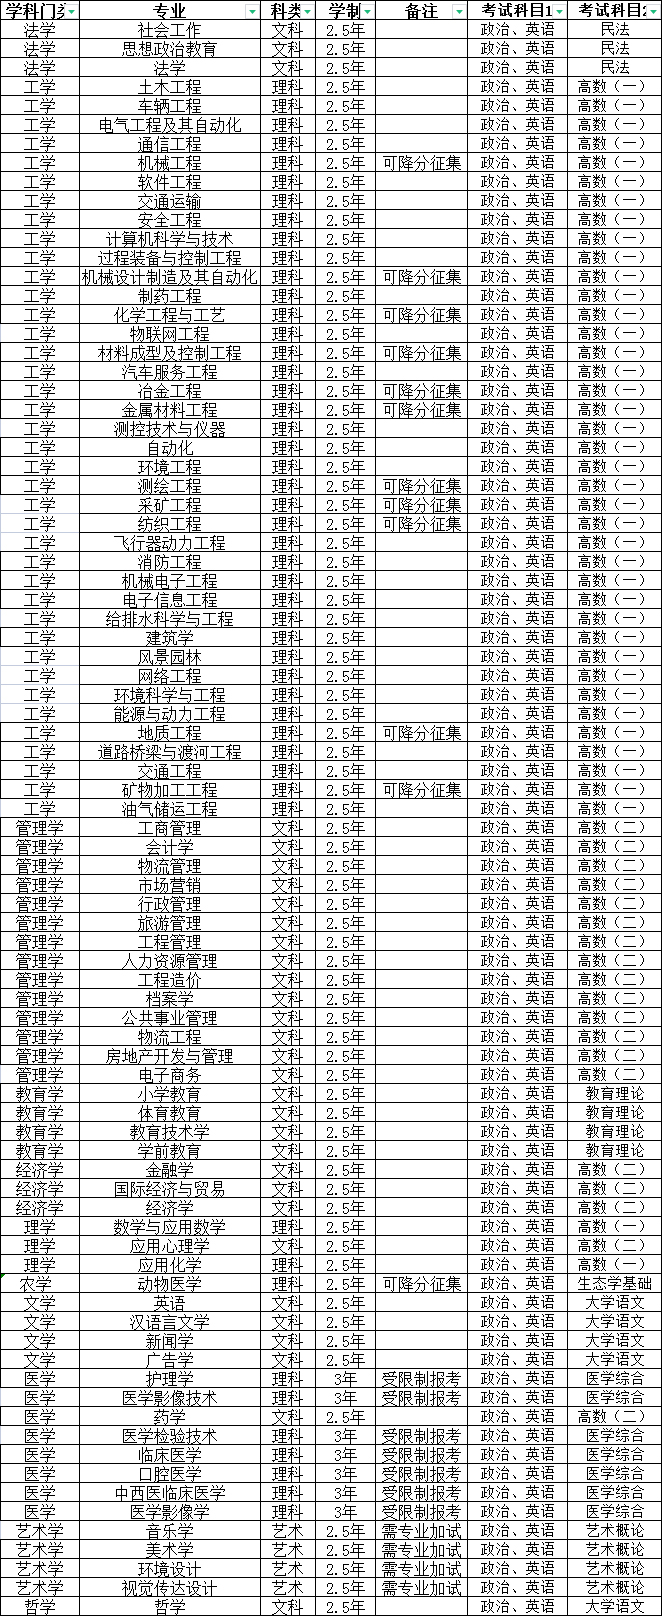 学科门类 专业 科类 学制 备注 考试科目1 考试科目2
法学 社会工作 文科 2.5年 政治、英语 民法
法学 思想政治教育 文科 2.5年 政治、英语 民法
法学 法学 文科 2.5年 政治、英语 民法
工学 土木工程 理科 2.5年 政治、英语 高数（一）
工学 车辆工程 理科 2.5年 政治、英语 高数（一）
工学 电气工程及其自动化 理科 2.5年 政治、英语 高数（一）
工学 通信工程 理科 2.5年 政治、英语 高数（一）
工学 机械工程 理科 2.5年 可降分征集 政治、英语 高数（一）
工学 软件工程 理科 2.5年 政治、英语 高数（一）
工学 交通运输 理科 2.5年 政治、英语 高数（一）
工学 安全工程 理科 2.5年 政治、英语 高数（一）
工学 计算机科学与技术 理科 2.5年 政治、英语 高数（一）
工学 过程装备与控制工程 理科 2.5年 政治、英语 高数（一）
工学 机械设计制造及其自动化 理科 2.5年 可降分征集 政治、英语 高数（一）
工学 制药工程 理科 2.5年 政治、英语 高数（一）
工学 化学工程与工艺 理科 2.5年 可降分征集 政治、英语 高数（一）
工学 物联网工程 理科 2.5年 政治、英语 高数（一）
工学 材料成型及控制工程 理科 2.5年 可降分征集 政治、英语 高数（一）
工学 汽车服务工程 理科 2.5年 政治、英语 高数（一）
工学 冶金工程 理科 2.5年 可降分征集 政治、英语 高数（一）
工学 金属材料工程 理科 2.5年 可降分征集 政治、英语 高数（一）
工学 测控技术与仪器 理科 2.5年 政治、英语 高数（一）
工学 自动化 理科 2.5年 政治、英语 高数（一）
工学 环境工程 理科 2.5年 政治、英语 高数（一）
工学 测绘工程 理科 2.5年 可降分征集 政治、英语 高数（一）
工学 采矿工程 理科 2.5年 可降分征集 政治、英语 高数（一）
工学 纺织工程 理科 2.5年 可降分征集 政治、英语 高数（一）
工学 飞行器动力工程 理科 2.5年 政治、英语 高数（一）
工学 消防工程 理科 2.5年 政治、英语 高数（一）
工学 机械电子工程 理科 2.5年 政治、英语 高数（一）
工学 电子信息工程 理科 2.5年 政治、英语 高数（一）
工学 给排水科学与工程 理科 2.5年 政治、英语 高数（一）
工学 建筑学 理科 2.5年 政治、英语 高数（一）
工学 风景园林 理科 2.5年 政治、英语 高数（一）
工学 网络工程 理科 2.5年 政治、英语 高数（一）
工学 环境科学与工程 理科 2.5年 政治、英语 高数（一）
工学 能源与动力工程 理科 2.5年 政治、英语 高数（一）
工学 地质工程 理科 2.5年 可降分征集 政治、英语 高数（一）
工学 道路桥梁与渡河工程 理科 2.5年 政治、英语 高数（一）
工学 交通工程 理科 2.5年 政治、英语 高数（一）
工学 矿物加工工程 理科 2.5年 可降分征集 政治、英语 高数（一）
工学 油气储运工程 理科 2.5年 政治、英语 高数（一）
管理学 工商管理 文科 2.5年 政治、英语 高数（二）
管理学 会计学 文科 2.5年 政治、英语 高数（二）
管理学 物流管理 文科 2.5年 政治、英语 高数（二）
管理学 市场营销 文科 2.5年 政治、英语 高数（二）
管理学 行政管理 文科 2.5年 政治、英语 高数（二）
管理学 旅游管理 文科 2.5年 政治、英语 高数（二）
管理学 工程管理 文科 2.5年 政治、英语 高数（二）
管理学 人力资源管理 文科 2.5年 政治、英语 高数（二）
管理学 工程造价 文科 2.5年 政治、英语 高数（二）
管理学 档案学 文科 2.5年 政治、英语 高数（二）
管理学 公共事业管理 文科 2.5年 政治、英语 高数（二）
管理学 物流工程 文科 2.5年 政治、英语 高数（二）
管理学 房地产开发与管理 文科 2.5年 政治、英语 高数（二）
管理学 电子商务 文科 2.5年 政治、英语 高数（二）
教育学 小学教育 文科 2.5年 政治、英语 教育理论
教育学 体育教育 文科 2.5年 政治、英语 教育理论
教育学 教育技术学 文科 2.5年 政治、英语 教育理论
教育学 学前教育 文科 2.5年 政治、英语 教育理论
经济学 金融学 文科 2.5年 政治、英语 高数（二）
经济学 国际经济与贸易 文科 2.5年 政治、英语 高数（二）
经济学 经济学 文科 2.5年 政治、英语 高数（二）
理学 数学与应用数学 理科 2.5年 政治、英语 高数（一）
理学 应用心理学 文科 2.5年 政治、英语 高数（二）
理学 应用化学 理科 2.5年 政治、英语 高数（一）
农学 动物医学 理科 2.5年 可降分征集 政治、英语 生态学基础
文学 英语 文科 2.5年 政治、英语 大学语文
文学 汉语言文学 文科 2.5年 政治、英语 大学语文
文学 新闻学 文科 2.5年 政治、英语 大学语文
文学 广告学 文科 2.5年 政治、英语 大学语文
医学 护理学 理科 3年 受限制报考 政治、英语 医学综合
医学 医学影像技术 理科 3年 受限制报考 政治、英语 医学综合
医学 药学 文科 2.5年 政治、英语 高数（二）
医学 医学检验技术 理科 3年 受限制报考 政治、英语 医学综合
医学 临床医学 理科 3年 受限制报考 政治、英语 医学综合
医学 口腔医学 理科 3年 受限制报考 政治、英语 医学综合
医学 中西医临床医学 理科 3年 受限制报考 政治、英语 医学综合
医学 医学影像学 理科 3年 受限制报考 政治、英语 医学综合
艺术学 音乐学 艺术 2.5年 需专业加试 政治、英语 艺术概论
艺术学 美术学 艺术 2.5年 需专业加试 政治、英语 艺术概论
艺术学 环境设计 艺术 2.5年 需专业加试 政治、英语 艺术概论
艺术学 视觉传达设计 艺术 2.5年 需专业加试 政治、英语 艺术概论
哲学 哲学 文科 2.5年 政治、英语 大学语文